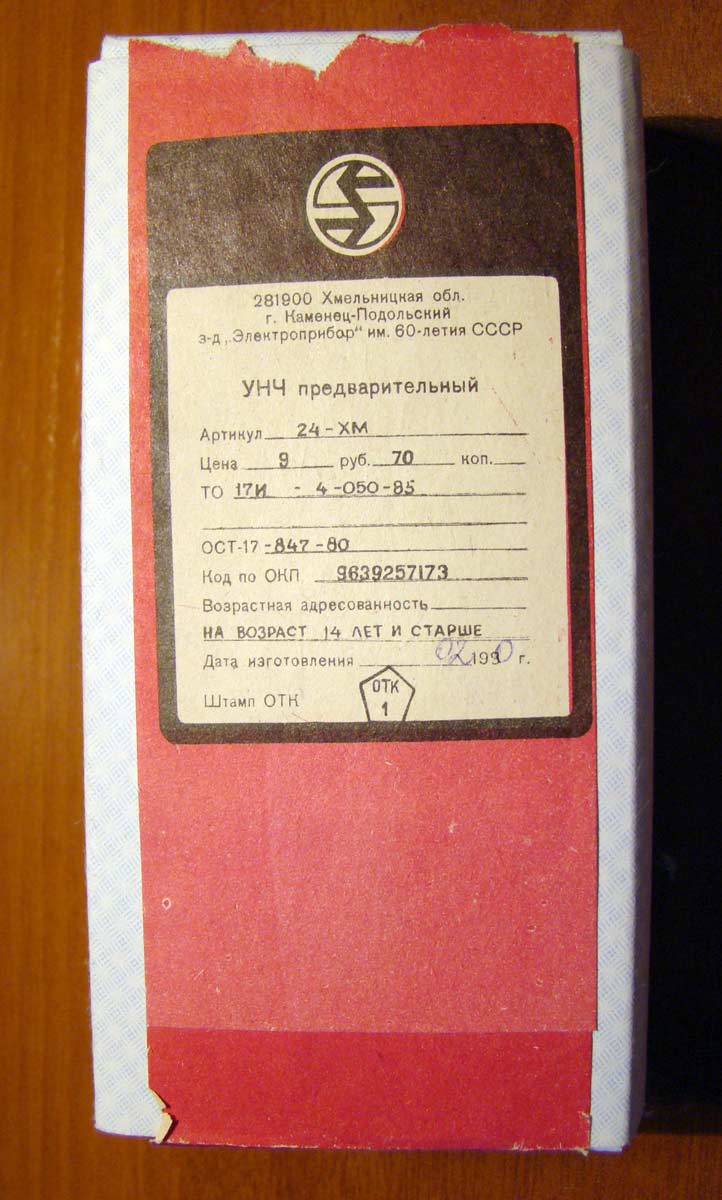 281900 Хмельницкая обл.
г. Каменец-Подольский
з-д „Электроприбор" им. 60-летия СССР
УНЧ предварительный
Артикул 24-ХМ
Цена 9 руб. 70 коп.
ТО 17И - 4-050-85
ОСТ-17-847-80
Код по ОКП 9639257173
Возрастная адресованность
НА ВОЗРАСТ 14 ЛЕТ И СТАРШЕ
Дата изготовления 02 1990 г.
Штамп ОТК ОТК
1